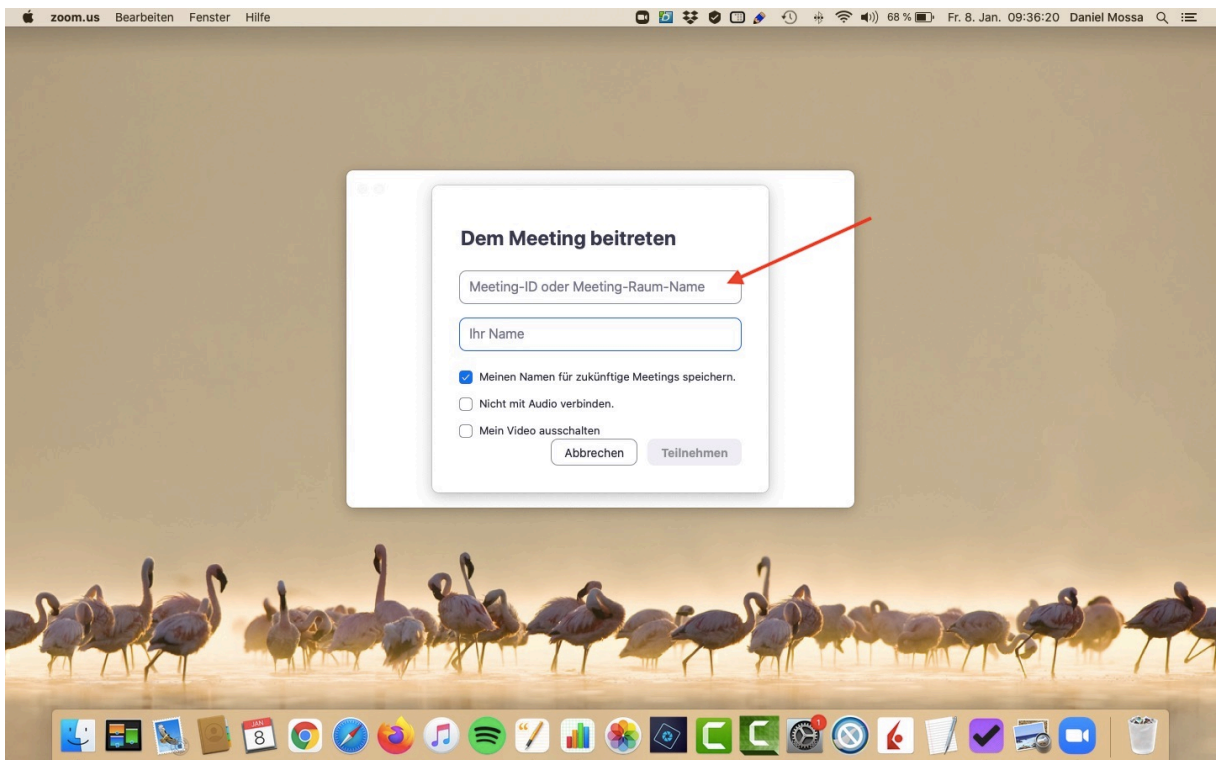 zoom.us Bearbeiten Fenster Hilfe 68 % Fr. 8. Jan. 09:36:20 Daniel Mossa
Dem Meeting beitreten
Meeting-ID oder Meeting-Raum-Name
Ihr Name
Meinen Namen für zukünftige Meetings speichern.
Nicht mit Audio verbinden.
Mein Video ausschalten
Abbrechen Teilnehmen
JAN
8
1